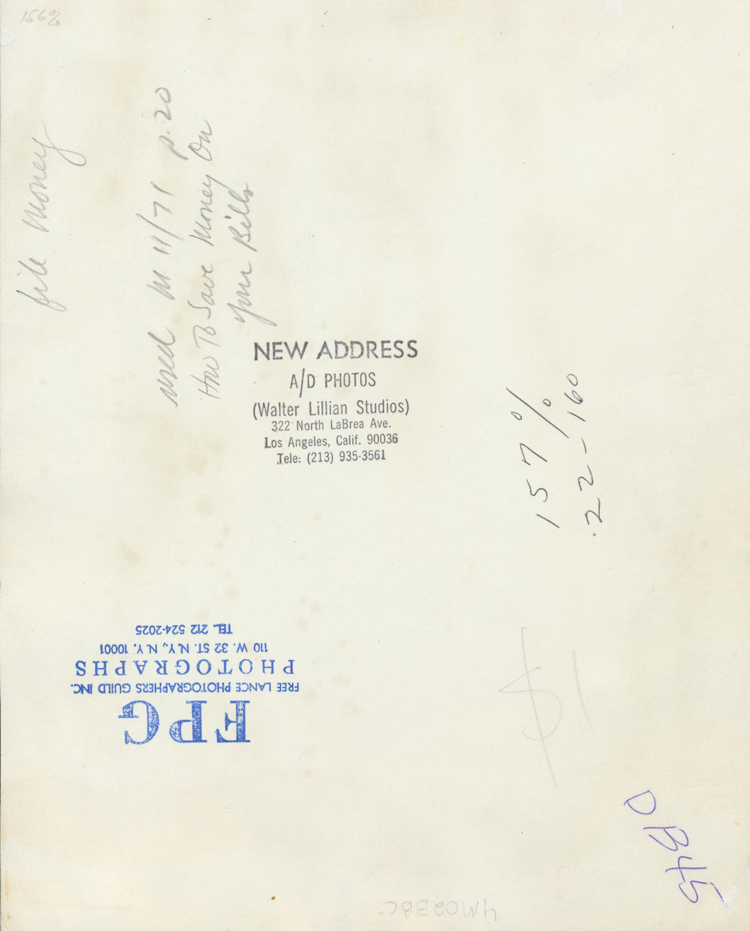 156%
file money
used M 11/71 p. 20
How To Save Money On
Your Bills
NEW ADDRESS
A/D PHOTOS
(Walter Lillian Studios)
322 North LaBrea Ave.
Los Angeles, Calif. 90036
Tele: (213) 935-3561
157%
22-160
FPG
FREE LANCE PHOTOGRAPHERS GUILD INC.
PHOTOGRAPHS
110 W. 32 ST. N.Y., N.Y. 10001
TEL. 212 524-2025
$1